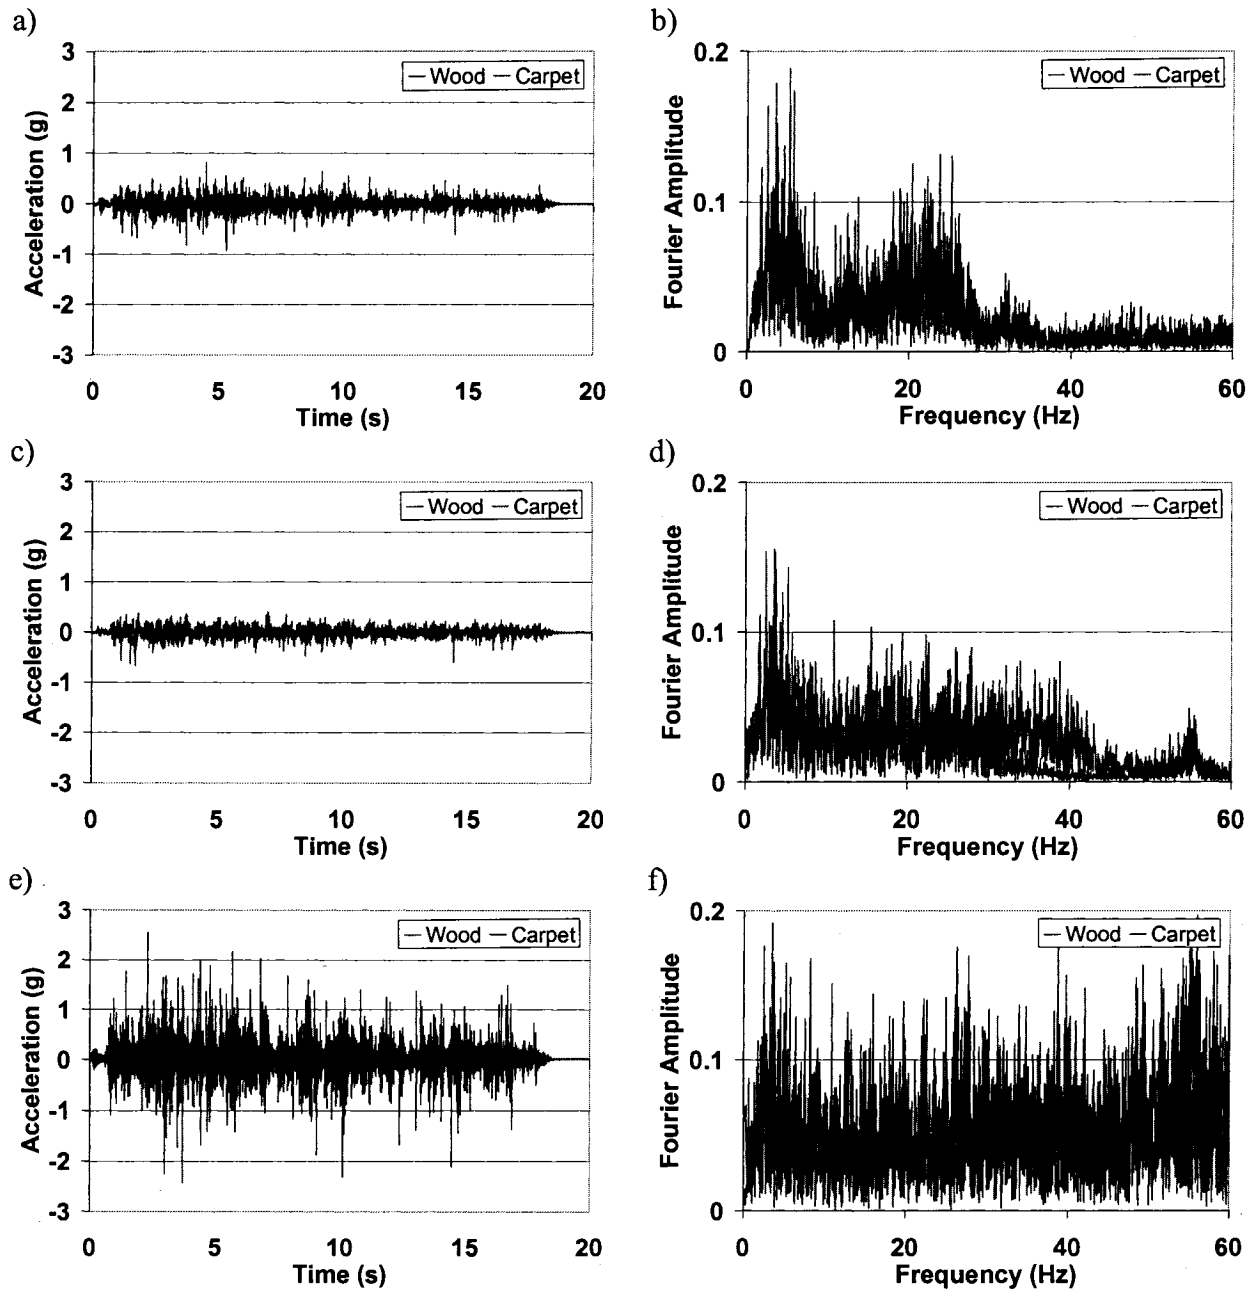 a)
3
2
1
0
-1
-2
-3
Acceleration (g)
Wood Carpet
0 5 10 15 20
Time (s)
b)
0.2
0.1
0
Fourier Amplitude
Wood Carpet
0 20 40 60
Frequency (Hz)
c)
3
2
1
0
-1
-2
-3
Acceleration (g)
Wood Carpet
0 5 10 15 20
Time (s)
d)
0.2
0.1
0
Fourier Amplitude
Wood Carpet
0 20 40 60
Frequency (Hz)
e)
3
2
1
0
-1
-2
-3
Acceleration (g)
Wood Carpet
0 5 10 15 20
Time (s)
f)
0.2
0.1
0
Fourier Amplitude
Wood Carpet
0 20 40 60
Frequency (Hz)